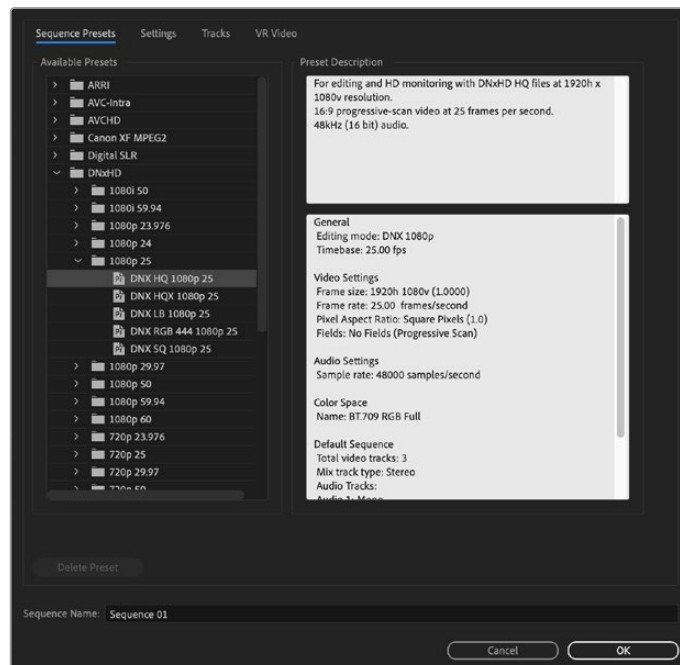 Sequence Presets Settings Tracks VR Video
Available Presets
ARRI
AVC-Intra
AVCHD
Canon XF MPEG2
Digital SLR
DNxHD
1080i 50
1080i 59.94
1080p 23.976
1080p 24
1080p 25
DNX HQ 1080p 25
DNX HQX 1080p 25
DNX LB 1080p 25
DNX RGB 444 1080p 25
DNX SQ 1080p 25
1080p 29.97
1080p 50
1080p 59.94
1080p 60
720p 23.976
720p 25
720p 29.97
720p 50
Preset Description
For editing and HD monitoring with DNxHD HQ files at 1920h x
1080v resolution.
16:9 progressive-scan video at 25 frames per second.
48kHz (16 bit) audio.
General
Editing mode: DNX 1080p
Timebase: 25.00 fps
Video Settings
Frame size: 1920h 1080v (1.0000)
Frame rate: 25.00 frames/second
Pixel Aspect Ratio: Square Pixels (1.0)
Fields: No Fields (Progressive Scan)
Audio Settings
Sample rate: 48000 samples/second
Color Space
Name: BT.709 RGB Full
Default Sequence
Total video tracks: 3
Mix track type: Stereo
Audio Tracks:
Audio 1: Mono
Delete Preset
Sequence Name: Sequence 01
Cancel OK